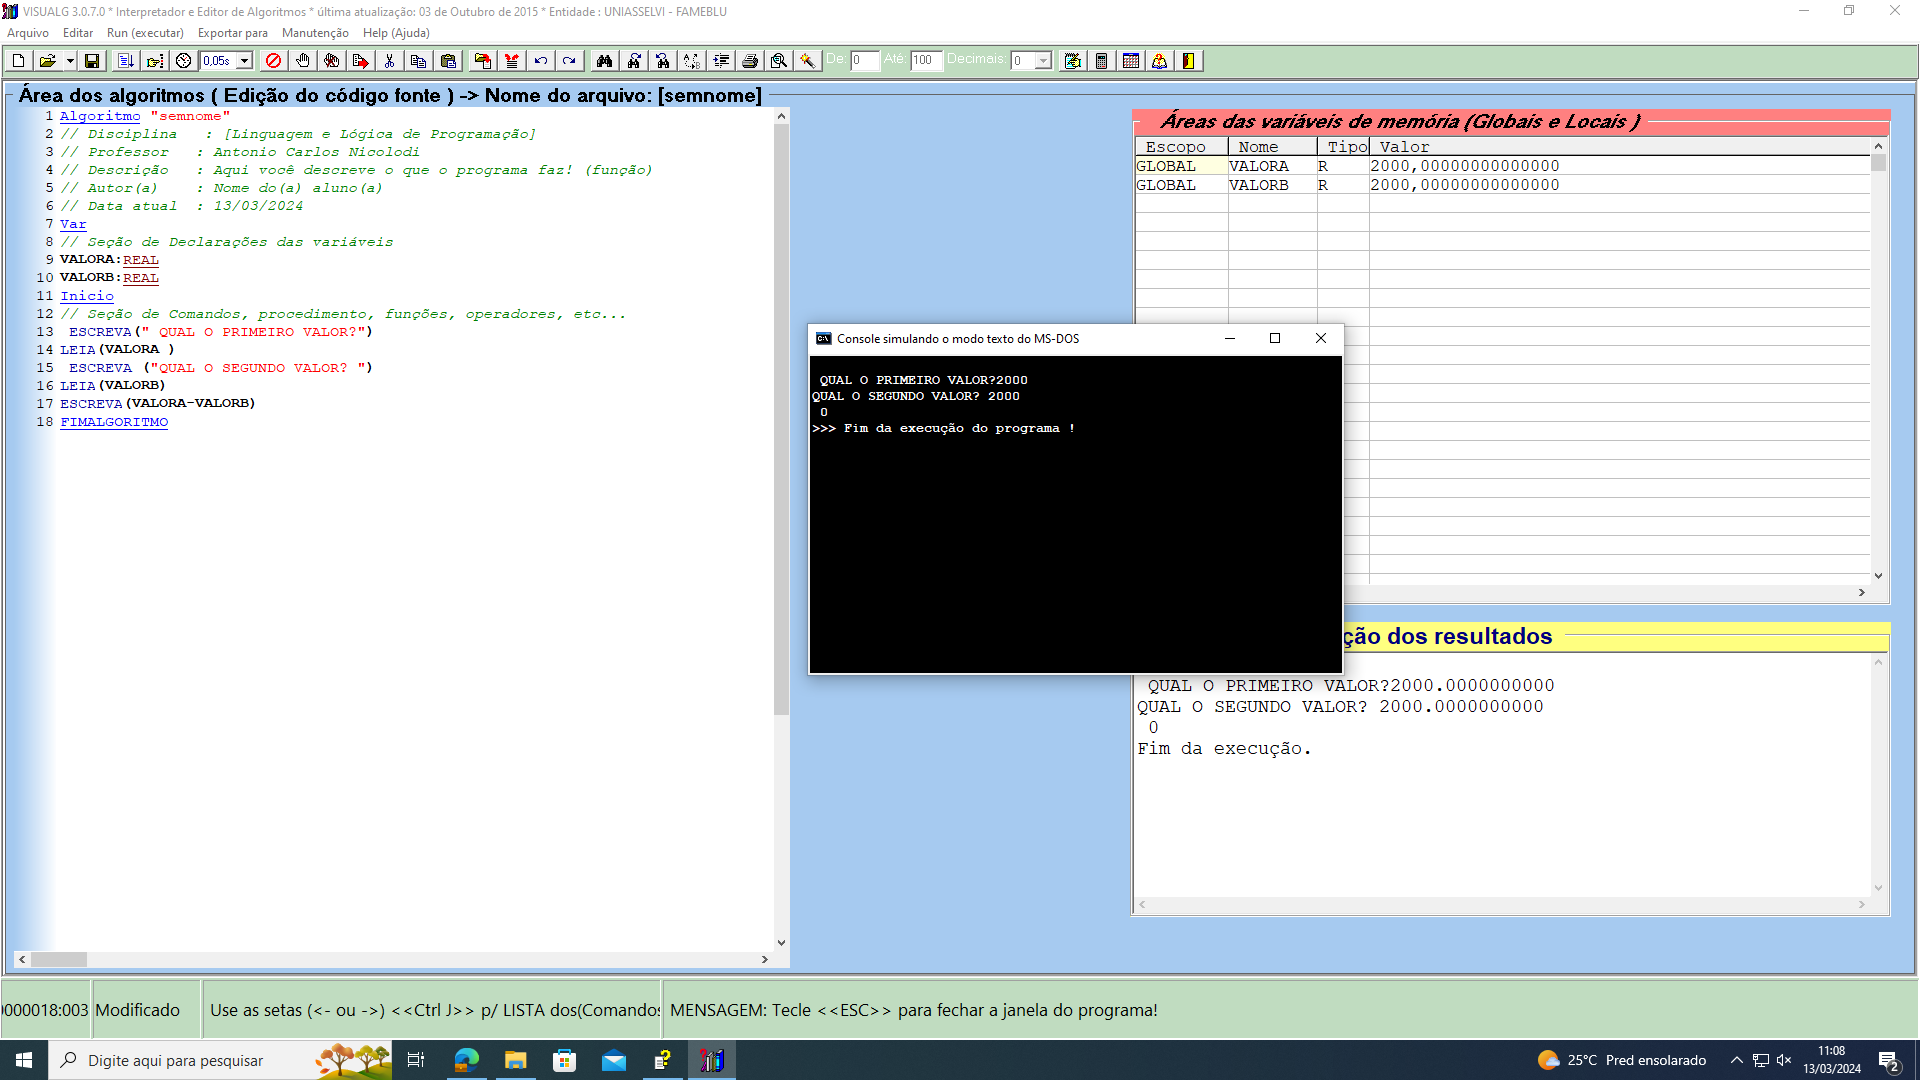 VISUALG 3.0.7.0 * Interpretador e Editor de Algoritmos * última atualização: 03 de Outubro de 2015 * Entidade : UNIASSELVI - FAMEBLU
Arquivo Editar Run (executar) Exportar para Manutenção Help (Ajuda)
0,05s De: 0 Até: 100 Decimais: 0
Área dos algoritmos ( Edição do código fonte ) -> Nome do arquivo: [semnome]
1 Algoritmo "semnome"
2 // Disciplina : [Linguagem e Lógica de Programação]
3 // Professor : Antonio Carlos Nicolodi
4 // Descrição : Aqui você descreve o que o programa faz! (função)
5 // Autor(a) : Nome do(a) aluno(a)
6 // Data atual : 13/03/2024
7 Var
8 // Seção de Declarações das variáveis
9 VALORA:REAL
10 VALORB:REAL
11 Inicio
12 // Seção de Comandos, procedimento, funções, operadores, etc...
13 ESCREVA(" QUAL O PRIMEIRO VALOR?")
14 LEIA(VALORA )
15 ESCREVA ("QUAL O SEGUNDO VALOR? ")
16 LEIA(VALORB)
17 ESCREVA(VALORA-VALORB)
18 FIMALGORITMO
Áreas das variáveis de memória (Globais e Locais )
Escopo Nome Tipo Valor
GLOBAL VALORA R 2000,00000000000000
GLOBAL VALORB R 2000,00000000000000
Console simulando o modo texto do MS-DOS
QUAL O PRIMEIRO VALOR?2000
QUAL O SEGUNDO VALOR? 2000
0
>>> Fim da execução do programa !
ção dos resultados
QUAL O PRIMEIRO VALOR?2000.0000000000
QUAL O SEGUNDO VALOR? 2000.0000000000
0
Fim da execução.
0000018:003 Modificado Use as setas (<- ou ->) <<Ctrl J>> p/ LISTA dos(Comandos MENSAGEM: Tecle <<ESC>> para fechar a janela do programa!
Digite aqui para pesquisar 25°C Pred ensolarado 11:08
13/03/2024 2